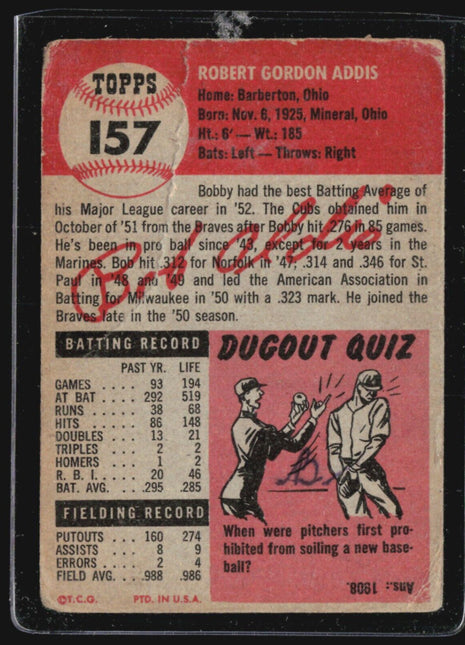 TOPPS
157
ROBERT GORDON ADDIS
Home: Barberton, Ohio
Born: Nov. 6, 1925, Mineral, Ohio
Ht.: 6' — Wt.: 185
Bats: Left — Throws: Right
Bobby had the best Batting Average of
his Major League career in '52. The Cubs obtained him in
October of '51 from the Braves after Bobby hit .276 in 85 games.
He's been in pro ball since '43, except for 2 years in the
Marines. Bob hit .312 for Norfolk in '47, .314 and .346 for St.
Paul in '48 and '49 and led the American Association in
Batting for Milwaukee in '50 with a .323 mark. He joined the
Braves late in the '50 season.
Bob Addis
BATTING RECORD
PAST YR. LIFE
GAMES .... 93 194
AT BAT .... 292 519
RUNS .... 38 68
HITS .... 86 148
DOUBLES ... 13 21
TRIPLES ... 2 2
HOMERS ... 1 2
R. B. I. .... 20 46
BAT. AVG. ... .295 .285
FIELDING RECORD
PUTOUTS ... 160 274
ASSISTS ... 8 9
ERRORS .... 2 4
FIELD AVG. ... .988 .986
©T.C.G. PTD. IN U.S.A.
DUGOUT QUIZ
When were pitchers first pro-
hibited from soiling a new base-
ball?
Ans.: 1908.